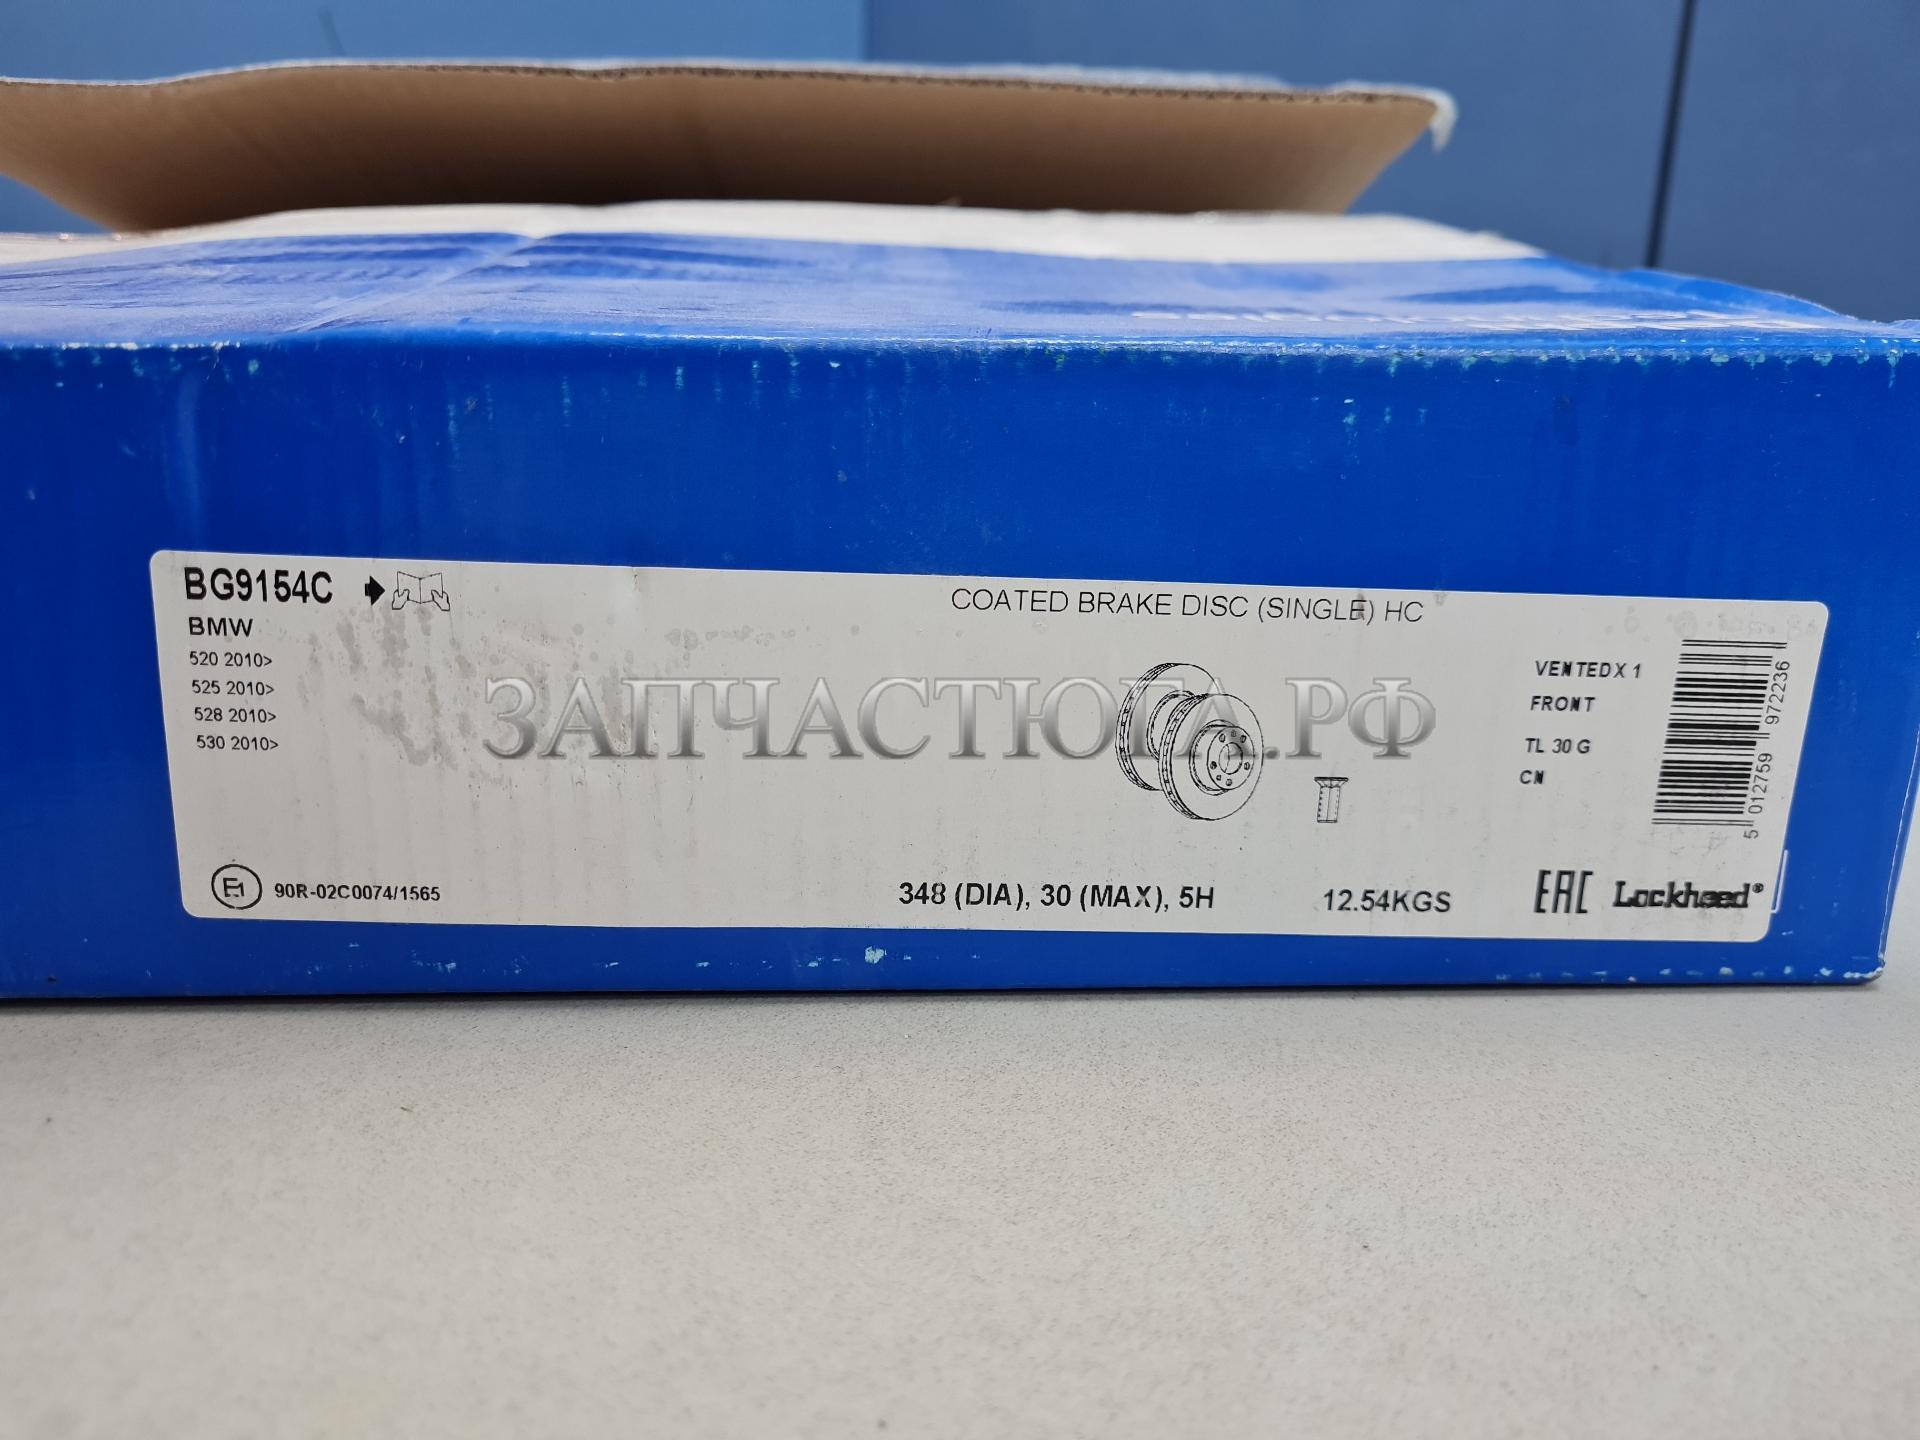 BG9154C
COATED BRAKE DISC (SINGLE) HC
BMW
520 2010>
525 2010>
528 2010>
530 2010>
ЗАПЧАСТЮГА.РФ
VENTED X 1
FRONT
TL 30 G
CN
5 012759 972236
E1 90R-02C0074/1565
348 (DIA), 30 (MAX), 5H
12.54KGS
EAC Lockheed®